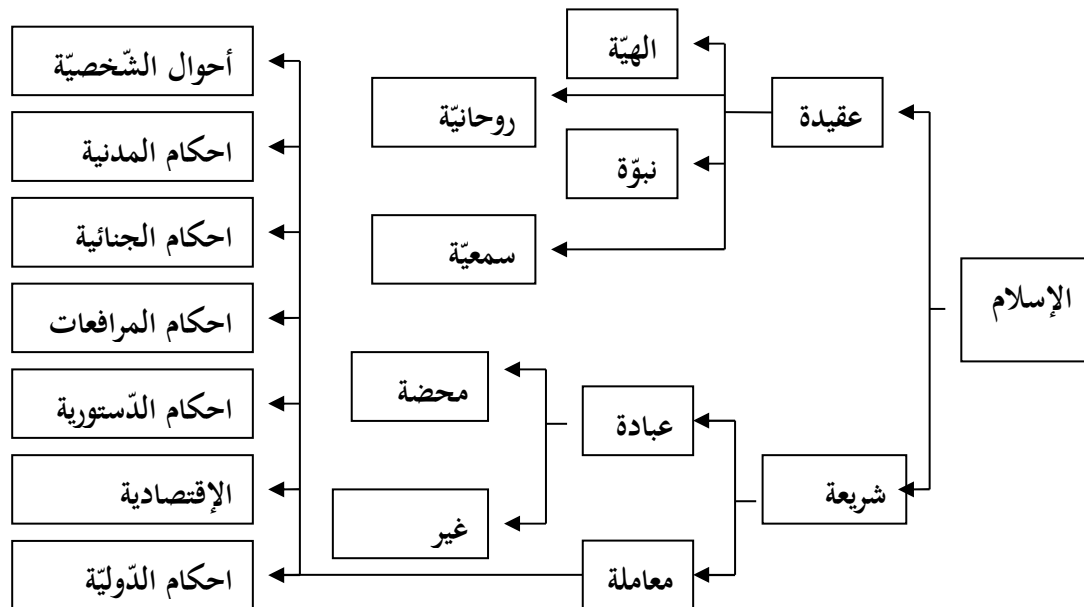 الإسلام
عقيدة
الهيّة
روحانيّة
نبوّة
سمعيّة
شريعة
عبادة
محضة
غير
معاملة
أحوال الشّخصيّة
احكام المدنية
احكام الجنائية
احكام المرافعات
احكام الدّستورية
الإقتصادية
احكام الدّوليّة